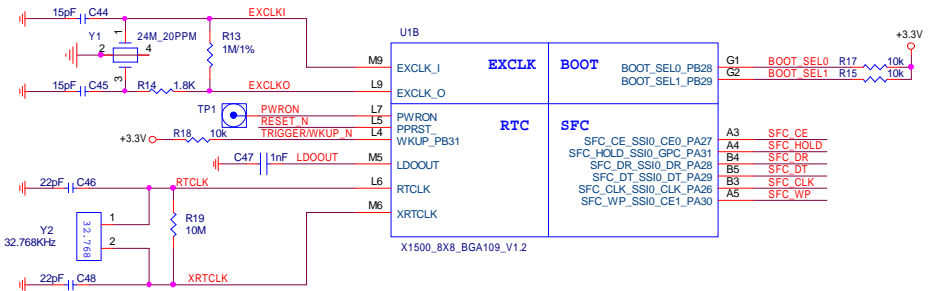 15pF C44 EXCLKI
Y1 24M_20PPM
1
2 4
3
R13
1M/1%
15pF C45 R14 1.8K EXCLKO
TP1 PWRON
RESET_N
TRIGGER/WKUP_N
+3.3V R18 10k
C47 1nF LDOOUT
22pF C46 RTCLK
Y2
32.768KHz
32.768
1
2
R19
10M
22pF C48 XRTCLK
U1B
M9 EXCLK_I
L9 EXCLK_O
L7 PWRON
L5 PPRST_
L4 WKUP_PB31
M5 LDOOUT
L6 RTCLK
M6 XRTCLK
EXCLK BOOT
RTC SFC
BOOT_SEL0_PB28 G1 BOOT_SEL0 R17 10k
BOOT_SEL1_PB29 G2 BOOT_SEL1 R15 10k
+3.3V
SFC_CE_SSI0_CE0_PA27 A3 SFC_CE
SFC_HOLD_SSI0_GPC_PA31 A4 SFC_HOLD
SFC_DR_SSI0_DR_PA28 B4 SFC_DR
SFC_DT_SSI0_DT_PA29 B5 SFC_DT
SFC_CLK_SSI0_CLK_PA26 B3 SFC_CLK
SFC_WP_SSI0_CE1_PA30 A5 SFC_WP
X1500_8X8_BGA109_V1.2